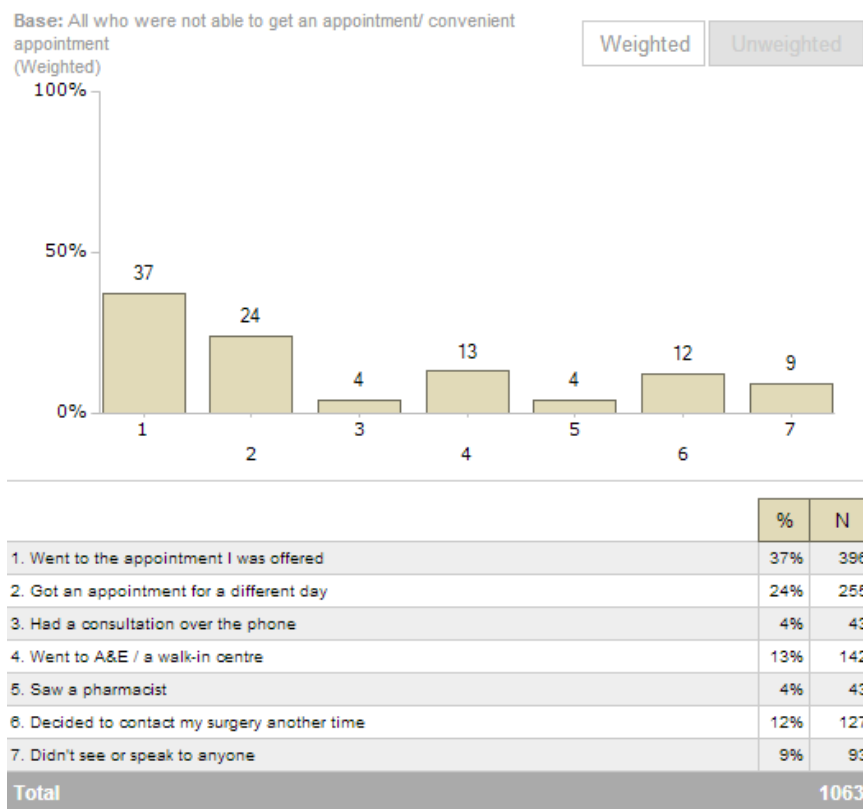 Base: All who were not able to get an appointment/ convenient
appointment
(Weighted)
Weighted Unweighted
100%
50%
0%
37
24
4
13
4
12
9
1
2
3
4
5
6
7
% N
1. Went to the appointment I was offered 37% 396
2. Got an appointment for a different day 24% 255
3. Had a consultation over the phone 4% 43
4. Went to A&E / a walk-in centre 13% 142
5. Saw a pharmacist 4% 43
6. Decided to contact my surgery another time 12% 127
7. Didn't see or speak to anyone 9% 93
Total 1063